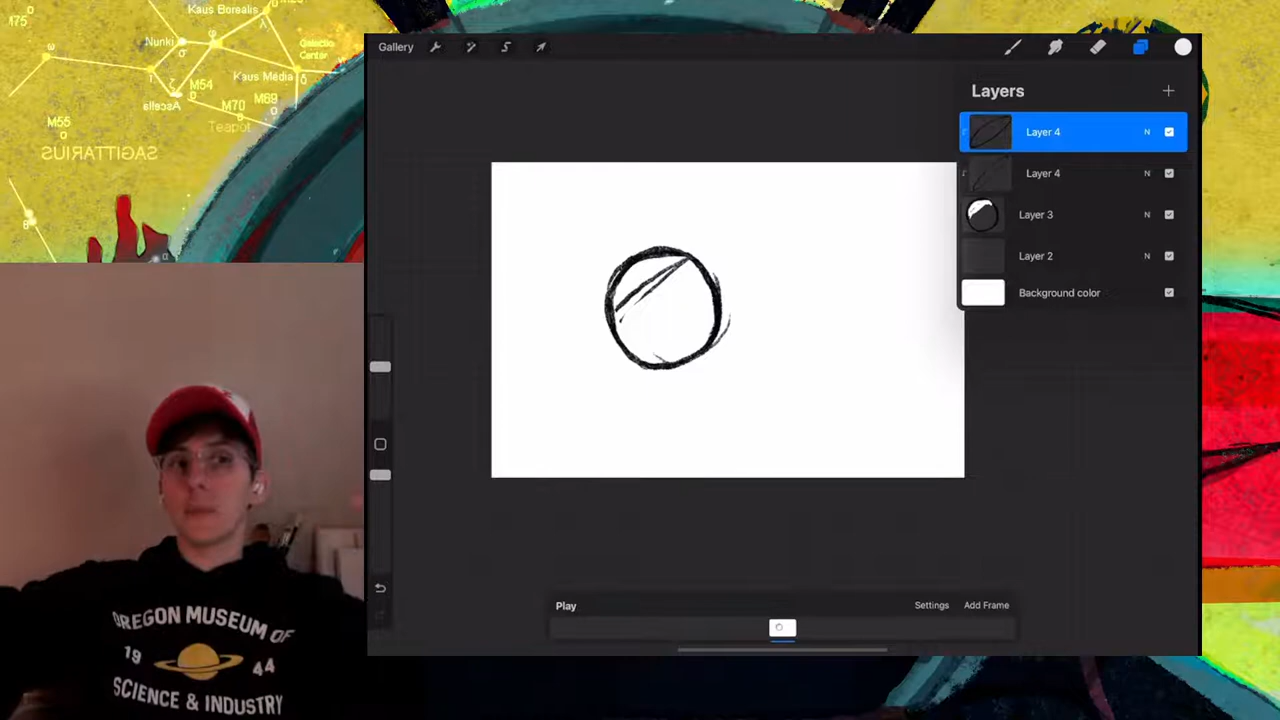 M75
Kaus Borealis
λ
ω
Nunki
σ
φ
Galactic
Center
Kaus Media
δ
τ
ζ
M54
Ascella
M70
M69
M55
Teapot
SAGITTARIUS
α
Gallery
Layers
Layer 4
N
Layer 4
N
Layer 3
N
Layer 2
N
Background color
Play
Settings
Add Frame
OREGON MUSEUM OF
19
44
SCIENCE & INDUSTRY